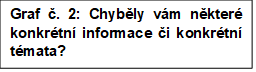 Graf č. 2: Chyběly vám některé
konkrétní informace či konkrétní
témata?